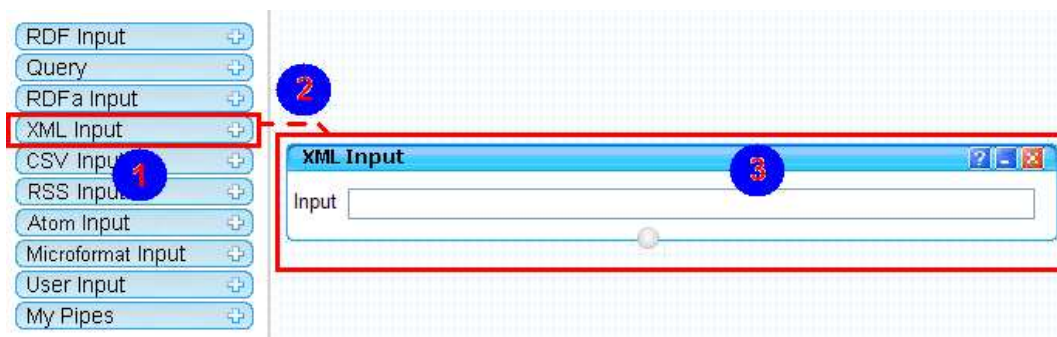 RDF Input
Query
RDFa Input
XML Input
CSV Input
RSS Input
Atom Input
Microformat Input
User Input
My Pipes
1
2
3
XML Input
?
Input